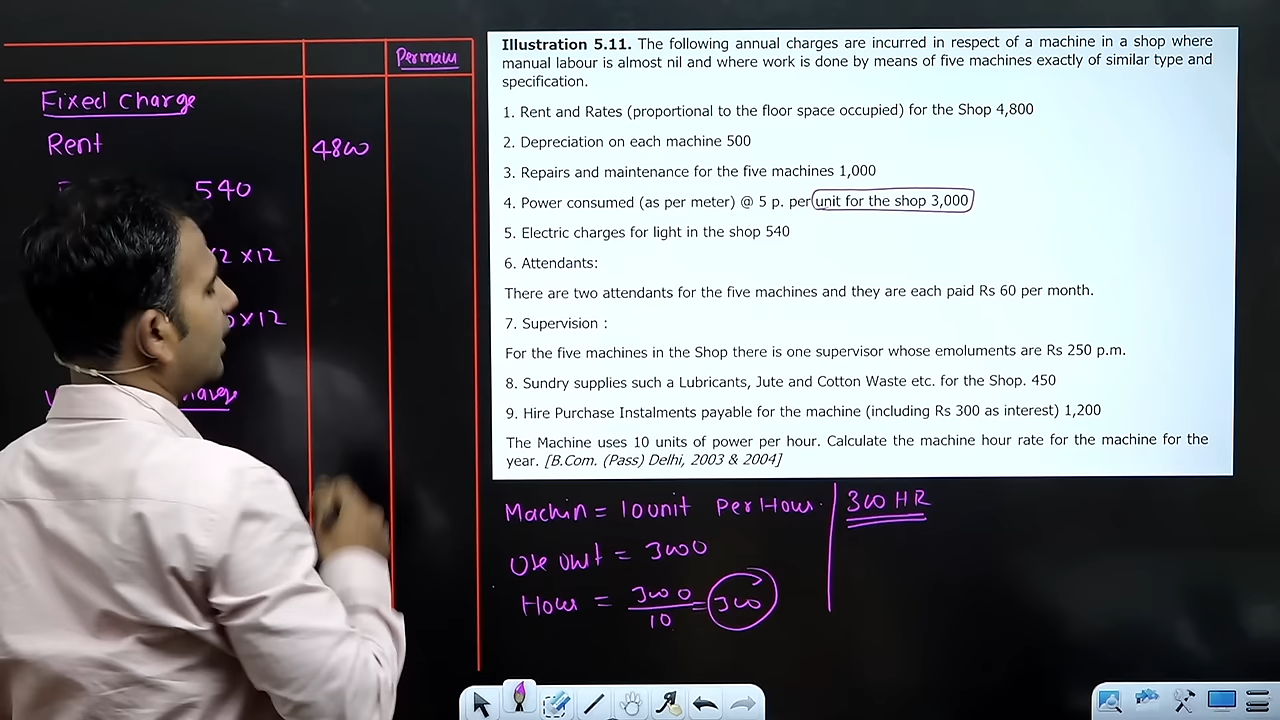 Per maw
Fixed Charge
Rent 4800
540
2 x12
x12
Illustration 5.11. The following annual charges are incurred in respect of a machine in a shop where
manual labour is almost nil and where work is done by means of five machines exactly of similar type and
specification.
1. Rent and Rates (proportional to the floor space occupied) for the Shop 4,800
2. Depreciation on each machine 500
3. Repairs and maintenance for the five machines 1,000
4. Power consumed (as per meter) @ 5 p. per unit for the shop 3,000
5. Electric charges for light in the shop 540
6. Attendants:
There are two attendants for the five machines and they are each paid Rs 60 per month.
7. Supervision :
For the five machines in the Shop there is one supervisor whose emoluments are Rs 250 p.m.
8. Sundry supplies such a Lubricants, Jute and Cotton Waste etc. for the Shop. 450
9. Hire Purchase Instalments payable for the machine (including Rs 300 as interest) 1,200
The Machine uses 10 units of power per hour. Calculate the machine hour rate for the machine for the
year. [B.Com. (Pass) Delhi, 2003 & 2004]
Machin = 10 unit Per Hour.
300 HR
Use unit = 3000
Hour = 3000/10 = 300